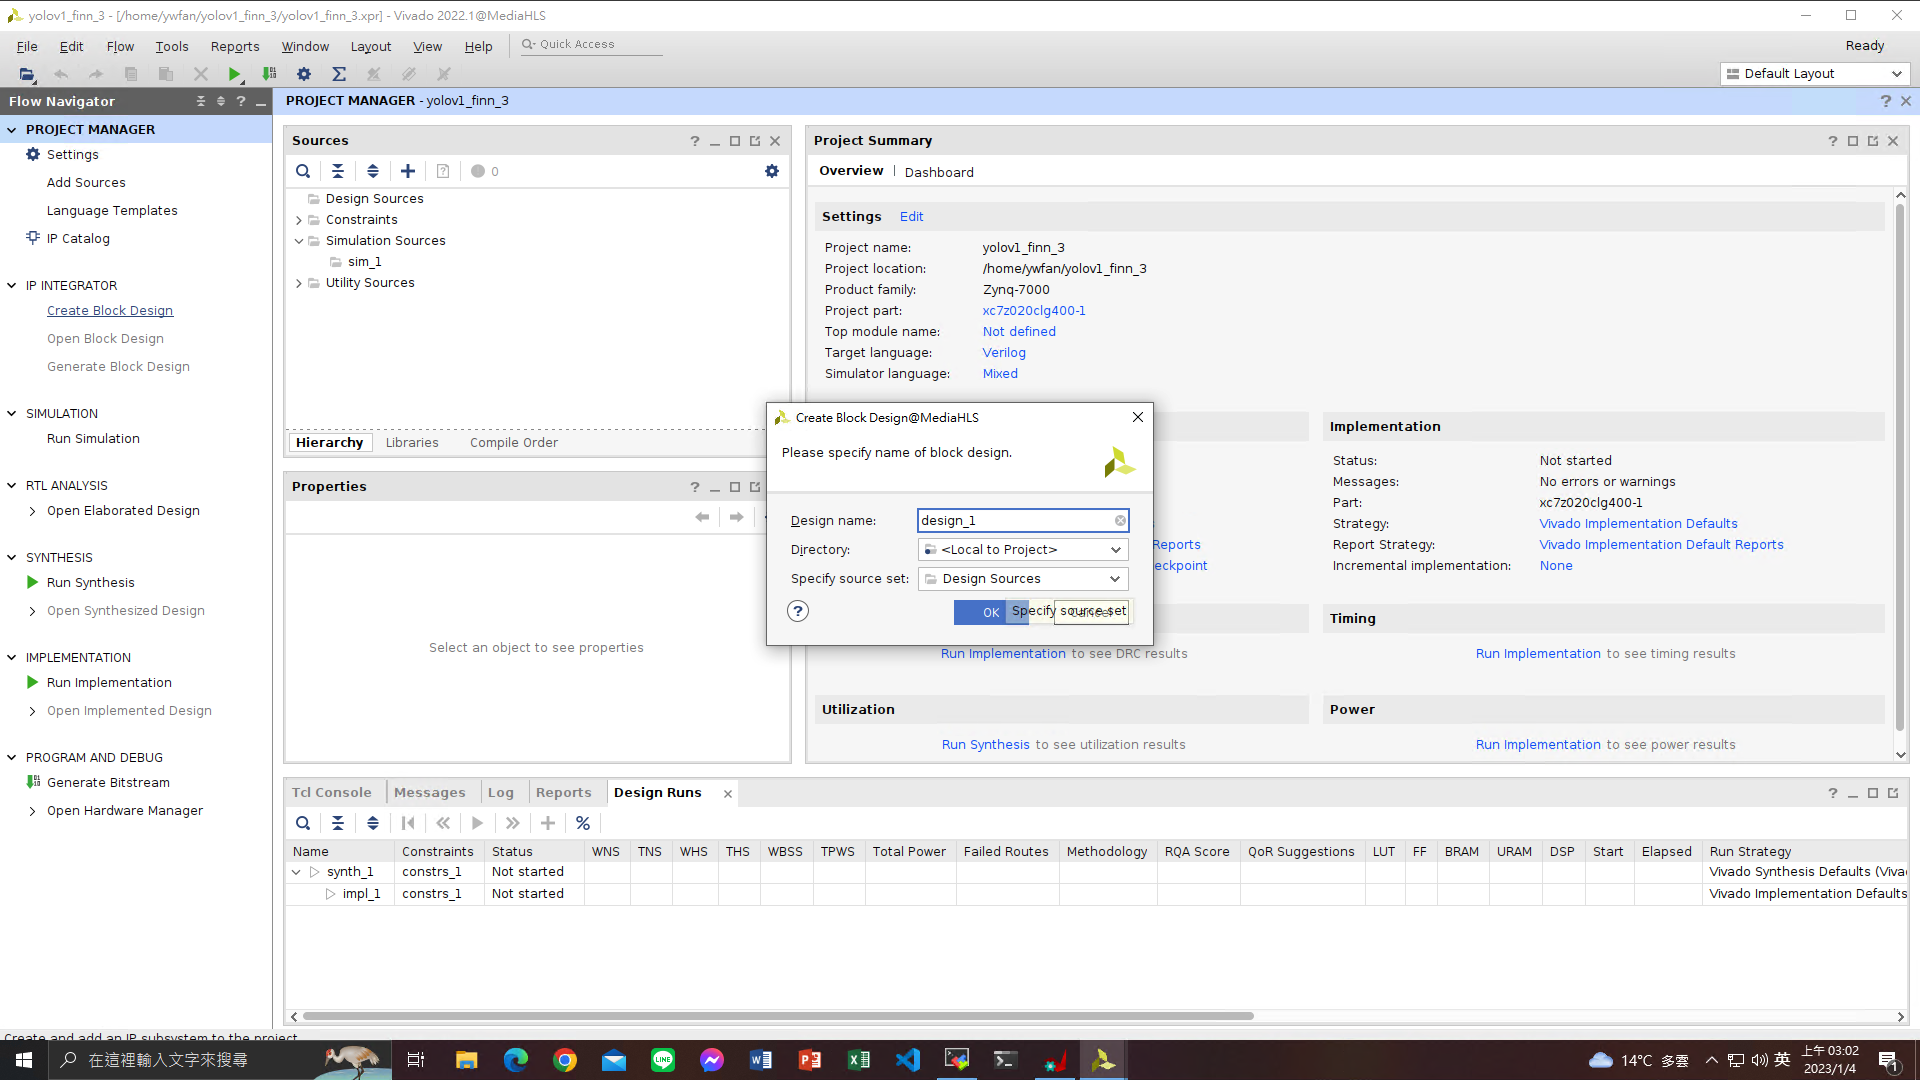 yolov1_finn_3 - [/home/ywfan/yolov1_finn_3/yolov1_finn_3.xpr] - Vivado 2022.1@MediaHLS
File Edit Flow Tools Reports Window Layout View Help Quick Access Ready
Default Layout
Flow Navigator
PROJECT MANAGER
Settings
Add Sources
Language Templates
IP Catalog
IP INTEGRATOR
Create Block Design
Open Block Design
Generate Block Design
SIMULATION
Run Simulation
RTL ANALYSIS
Open Elaborated Design
SYNTHESIS
Run Synthesis
Open Synthesized Design
IMPLEMENTATION
Run Implementation
Open Implemented Design
PROGRAM AND DEBUG
Generate Bitstream
Open Hardware Manager
PROJECT MANAGER - yolov1_finn_3
Sources
0
Design Sources
Constraints
Simulation Sources
sim_1
Utility Sources
Hierarchy Libraries Compile Order
Properties
Select an object to see properties
Project Summary
Overview | Dashboard
Settings Edit
Project name: yolov1_finn_3
Project location: /home/ywfan/yolov1_finn_3
Product family: Zynq-7000
Project part: xc7z020clg400-1
Top module name: Not defined
Target language: Verilog
Simulator language: Mixed
Implementation
Status: Not started
Messages: No errors or warnings
Part: xc7z020clg400-1
Strategy: Vivado Implementation Defaults
Reports Report Strategy: Vivado Implementation Default Reports
eckpoint Incremental implementation: None
Timing
Run Implementation to see DRC results
Run Implementation to see timing results
Utilization
Run Synthesis to see utilization results
Power
Run Implementation to see power results
Create Block Design@MediaHLS
Please specify name of block design.
Design name: design_1
Directory: <Local to Project>
Specify source set: Design Sources
OK Specify source set Cancel
Tcl Console Messages Log Reports Design Runs
Name Constraints Status WNS TNS WHS THS WBSS TPWS Total Power Failed Routes Methodology RQA Score QoR Suggestions LUT FF BRAM URAM DSP Start Elapsed Run Strategy
synth_1 constrs_1 Not started Vivado Synthesis Defaults (Viva
impl_1 constrs_1 Not started Vivado Implementation Defaults
Create and add an IP subsystem to the project
在這裡輸入文字來搜尋
14°C 多雲 英 上午 03:02
2023/1/4
1